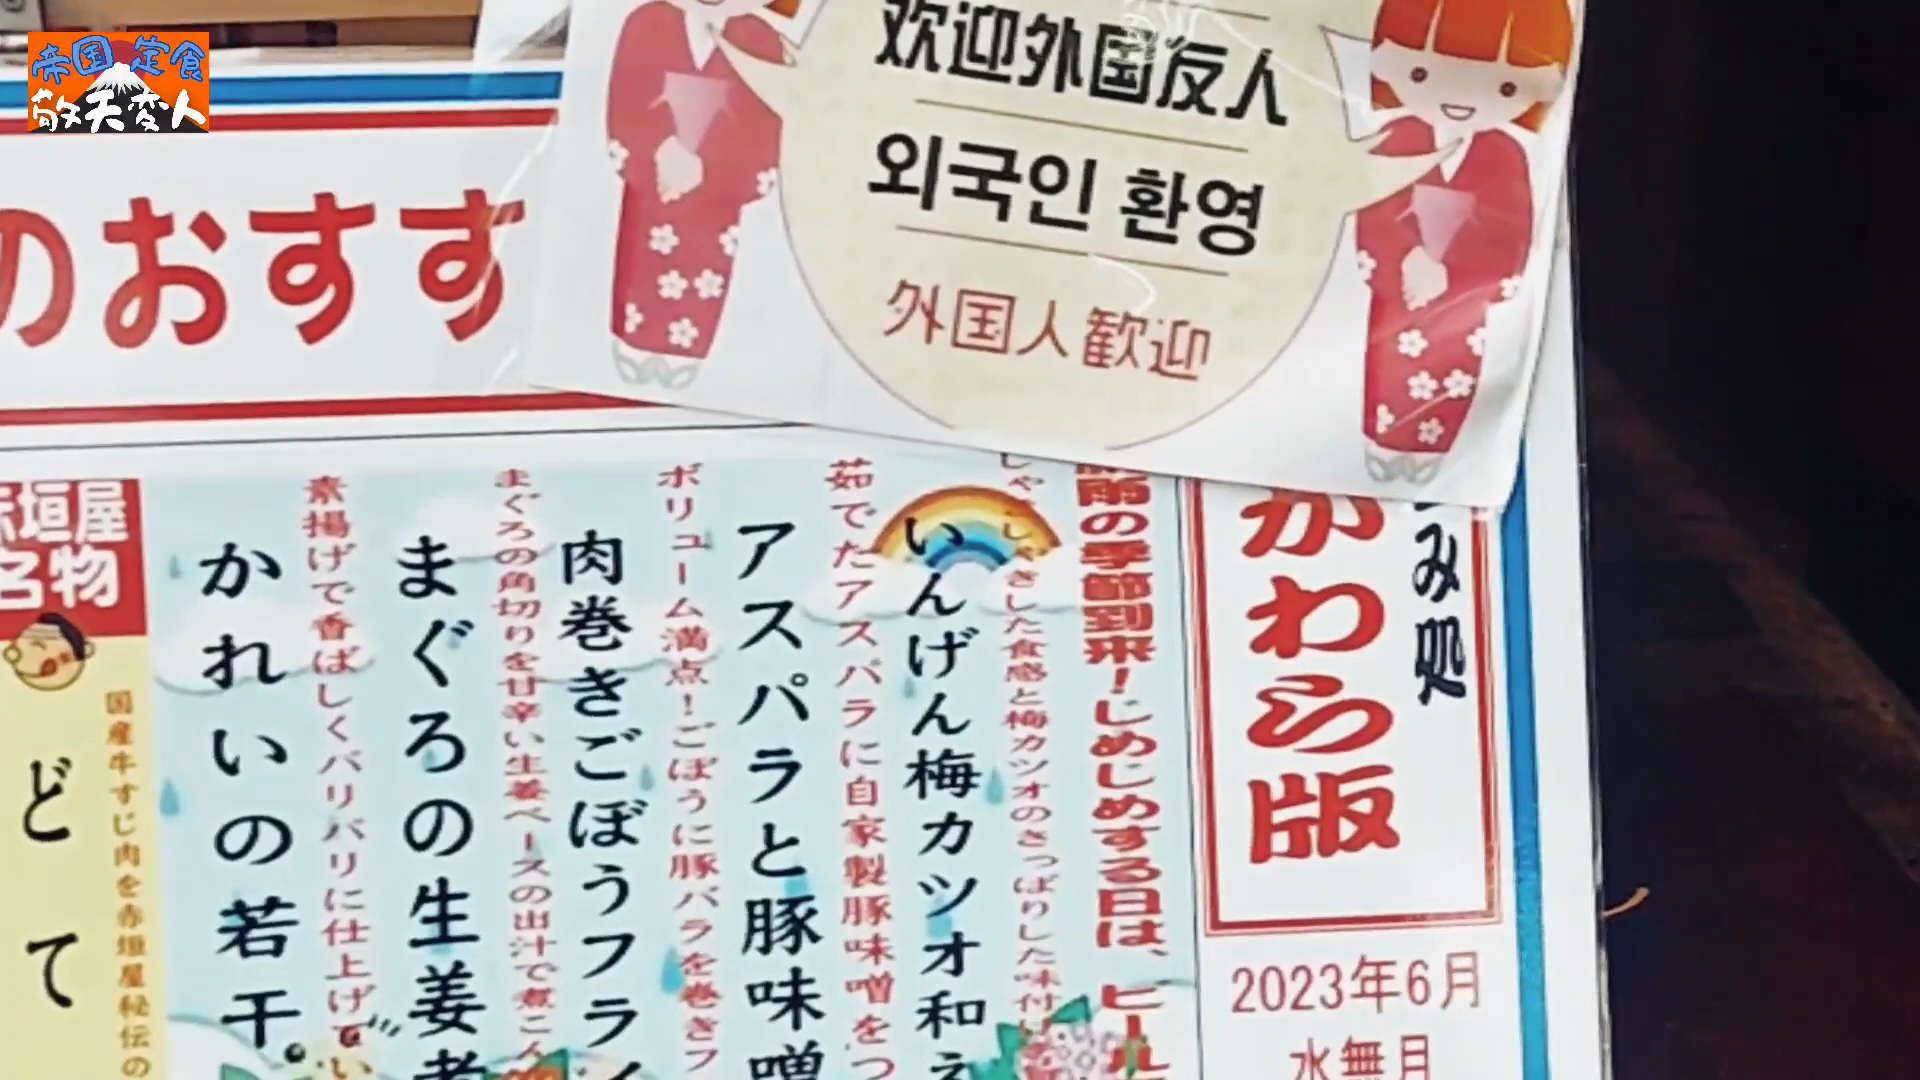 帝国定食
敬天変人
欢迎外国友人
외국인 환영
外国人歓迎
のおすす
処み
かわら版
2023年6月
水無月
の季節到来！じめじめする日は、ビール
いんげん梅カツオ和え
きした食感と梅カツオのさっぱりした味付け
アスパラと豚味噌
茹でたアスパラに自家製豚味噌をつ
肉巻きごぼうフライ
ボリューム満点！ごぼうに豚バラを巻きフ
まぐろの生姜煮
まぐろの角切りを甘辛い生姜ベースの出汁で煮こん
かれいの若干。
素揚げで香ばしくパリパリに仕上げてい
赤垣屋
名物
国産牛すじ肉を赤垣屋秘伝の
どて